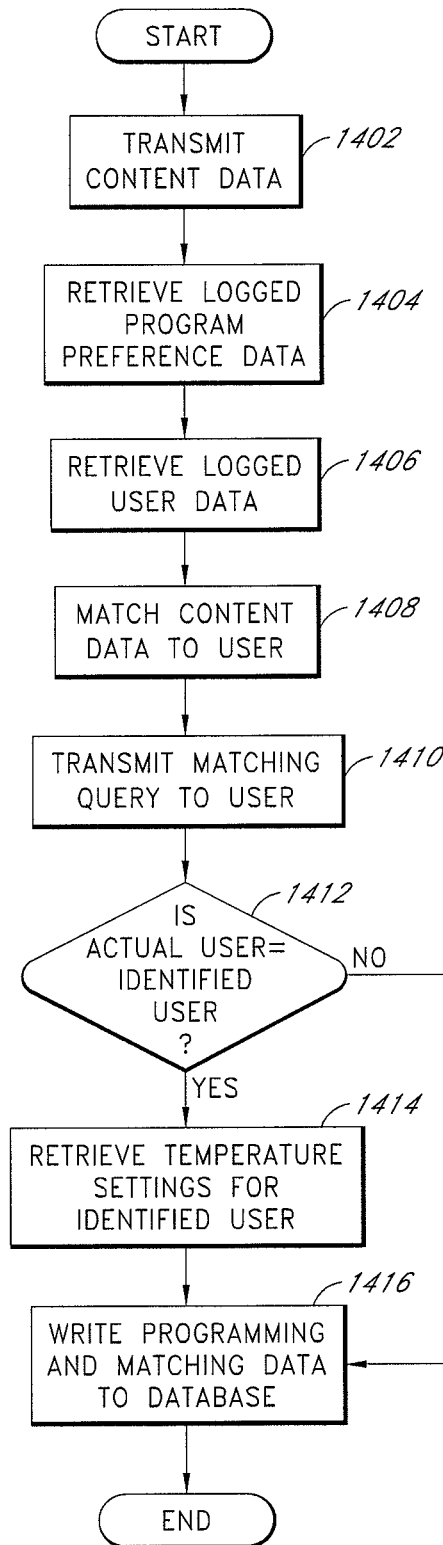 START
TRANSMIT
CONTENT DATA
1402
RETRIEVE LOGGED
PROGRAM
PREFERENCE DATA
1404
RETRIEVE LOGGED
USER DATA
1406
MATCH CONTENT
DATA TO USER
1408
TRANSMIT MATCHING
QUERY TO USER
1410
1412
IS
ACTUAL USER=
IDENTIFIED
USER
?
NO
YES
1414
RETRIEVE TEMPERATURE
SETTINGS FOR
IDENTIFIED USER
1416
WRITE PROGRAMMING
AND MATCHING DATA
TO DATABASE
END